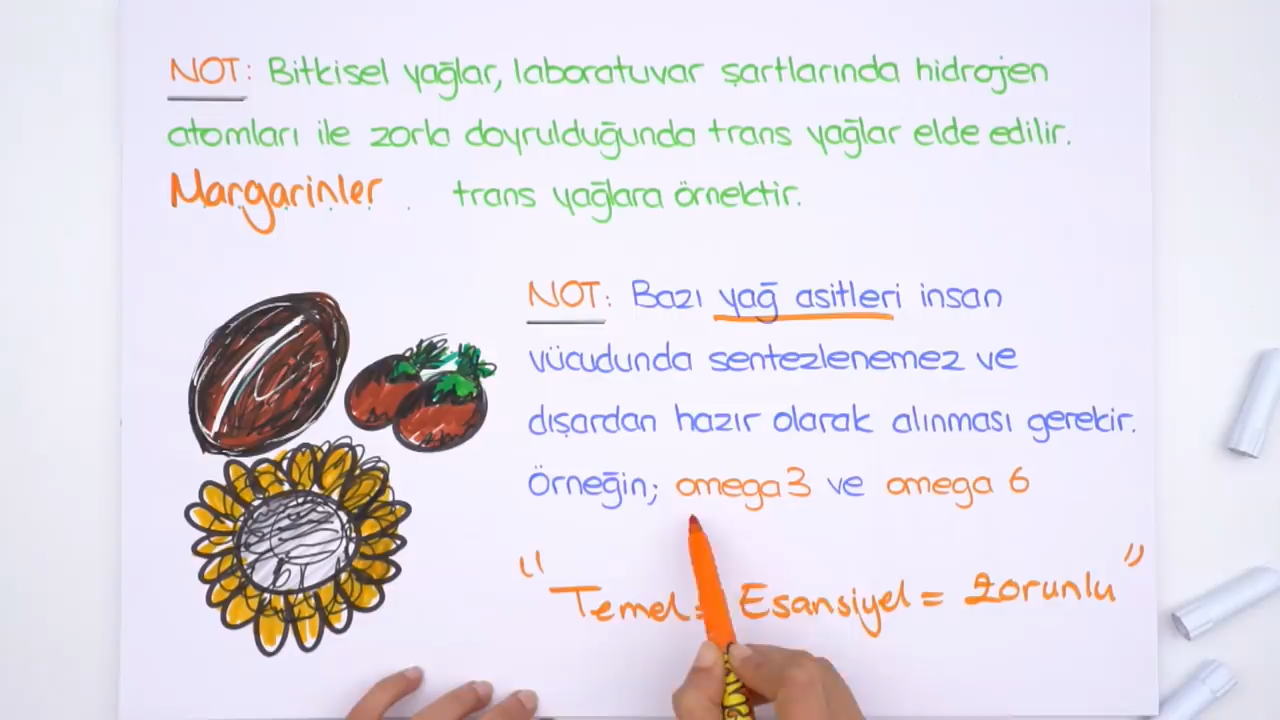 NOT: Bitkisel yağlar, laboratuvar şartlarında hidrojen
atomları ile zorla doyrulduğunda trans yağlar elde edilir.
Margarinler trans yağlara örnektir.
NOT: Bazı yağ asitleri insan
vücudunda sentezlenemez ve
dışardan hazır olarak alınması gerekir.
Örneğin; omega 3 ve omega 6
"Temel = Esansiyel = Zorunlu"